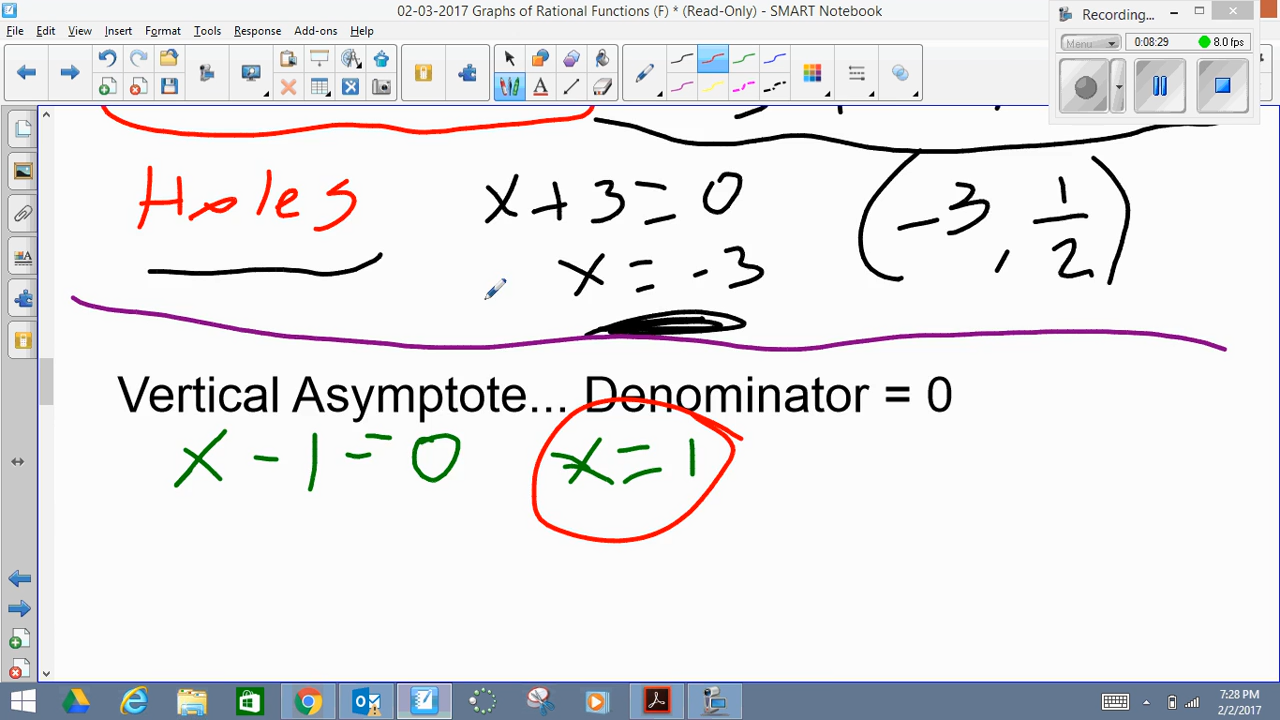 02-03-2017 Graphs of Rational Functions (F) * (Read-Only) - SMART Notebook
Recording...
File Edit View Insert Format Tools Response Add-ons Help
Menu 0:08:29 8.0 fps
Holes x+3=0 (-3, 1/2)
x = -3
Vertical Asymptote... Denominator = 0
x - 1 = 0 x = 1
7:28 PM
2/2/2017